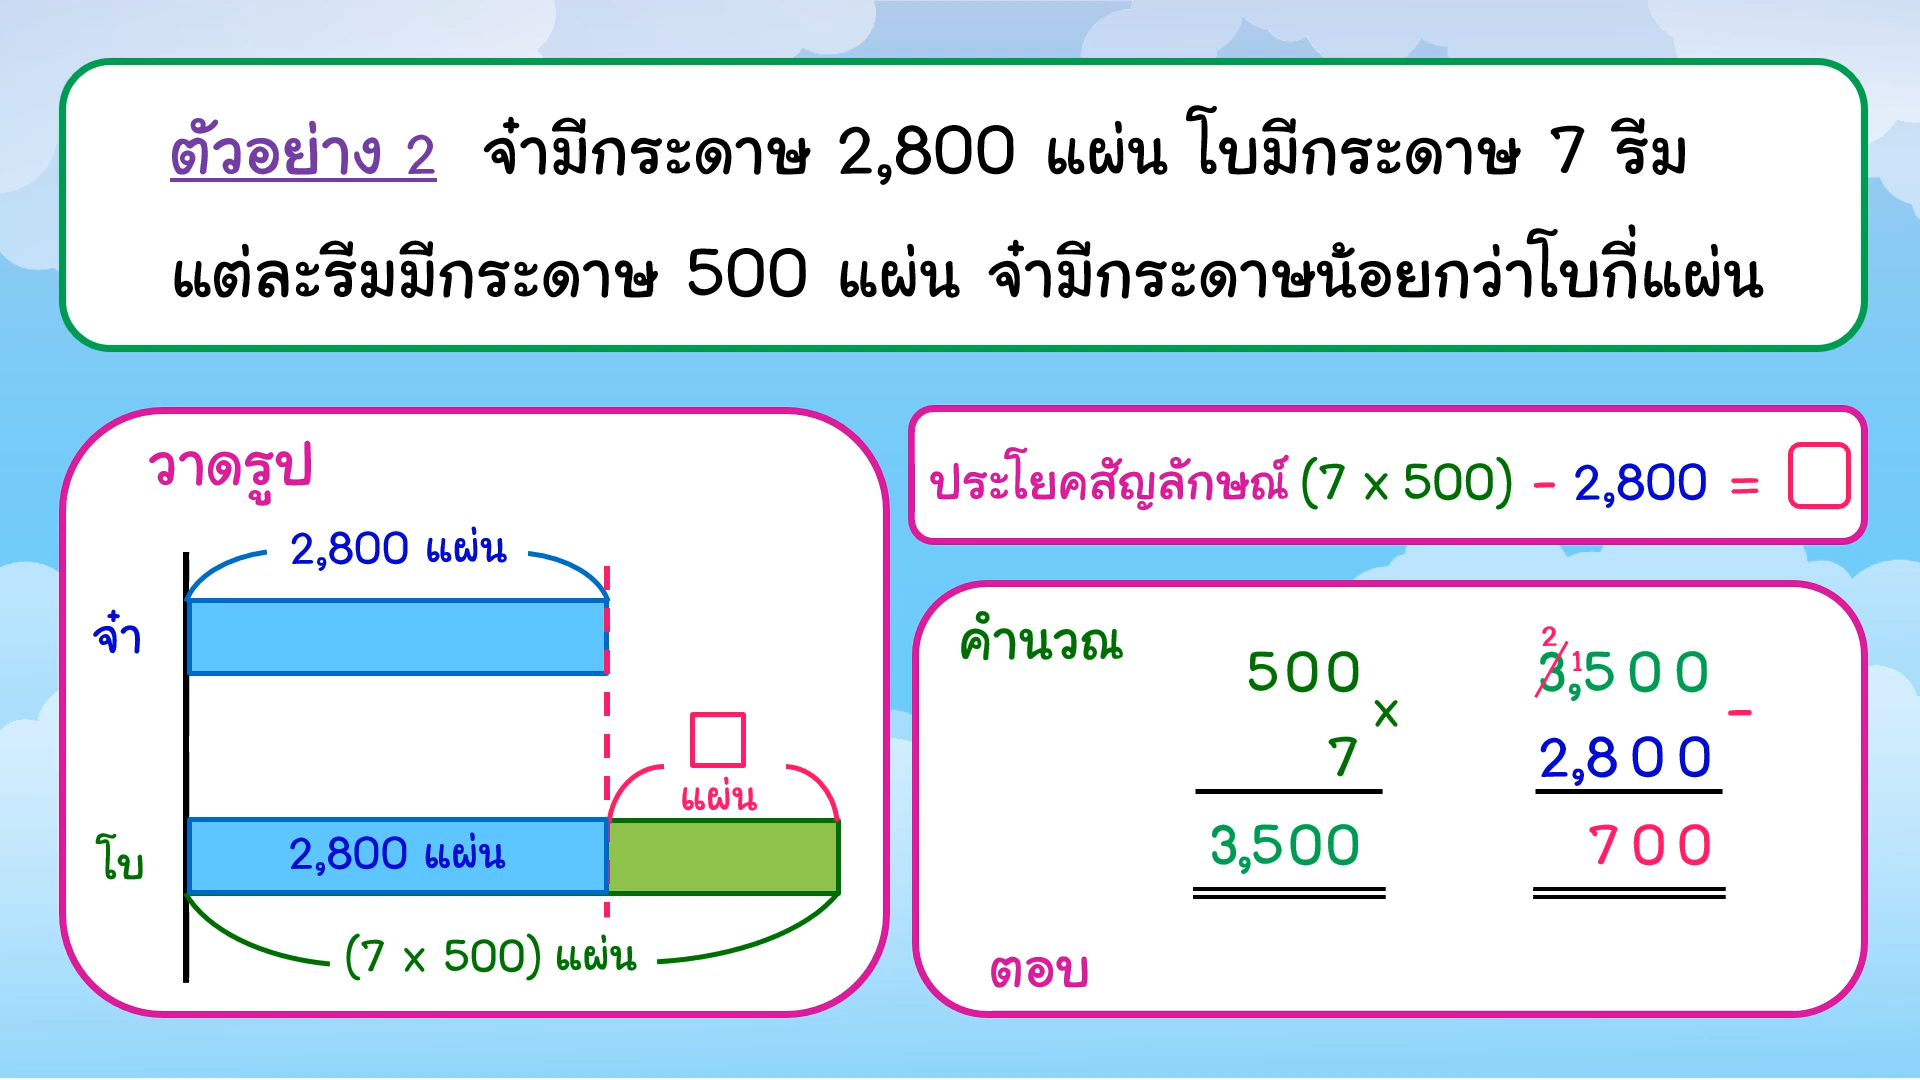 ตัวอย่าง 2 จ๋ามีกระดาษ 2,800 แผ่น โบมีกระดาษ 7 รีม
แต่ละรีมมีกระดาษ 500 แผ่น จ๋ามีกระดาษน้อยกว่าโบกี่แผ่น
วาดรูป
2,800 แผ่น
จ๋า
แผ่น
โบ
2,800 แผ่น
(7 x 500) แผ่น
ประโยคสัญลักษณ์ (7 x 500) - 2,800 =
คำนวณ
500
x
7
3,500
2
1
3,500
-
2,800
700
ตอบ